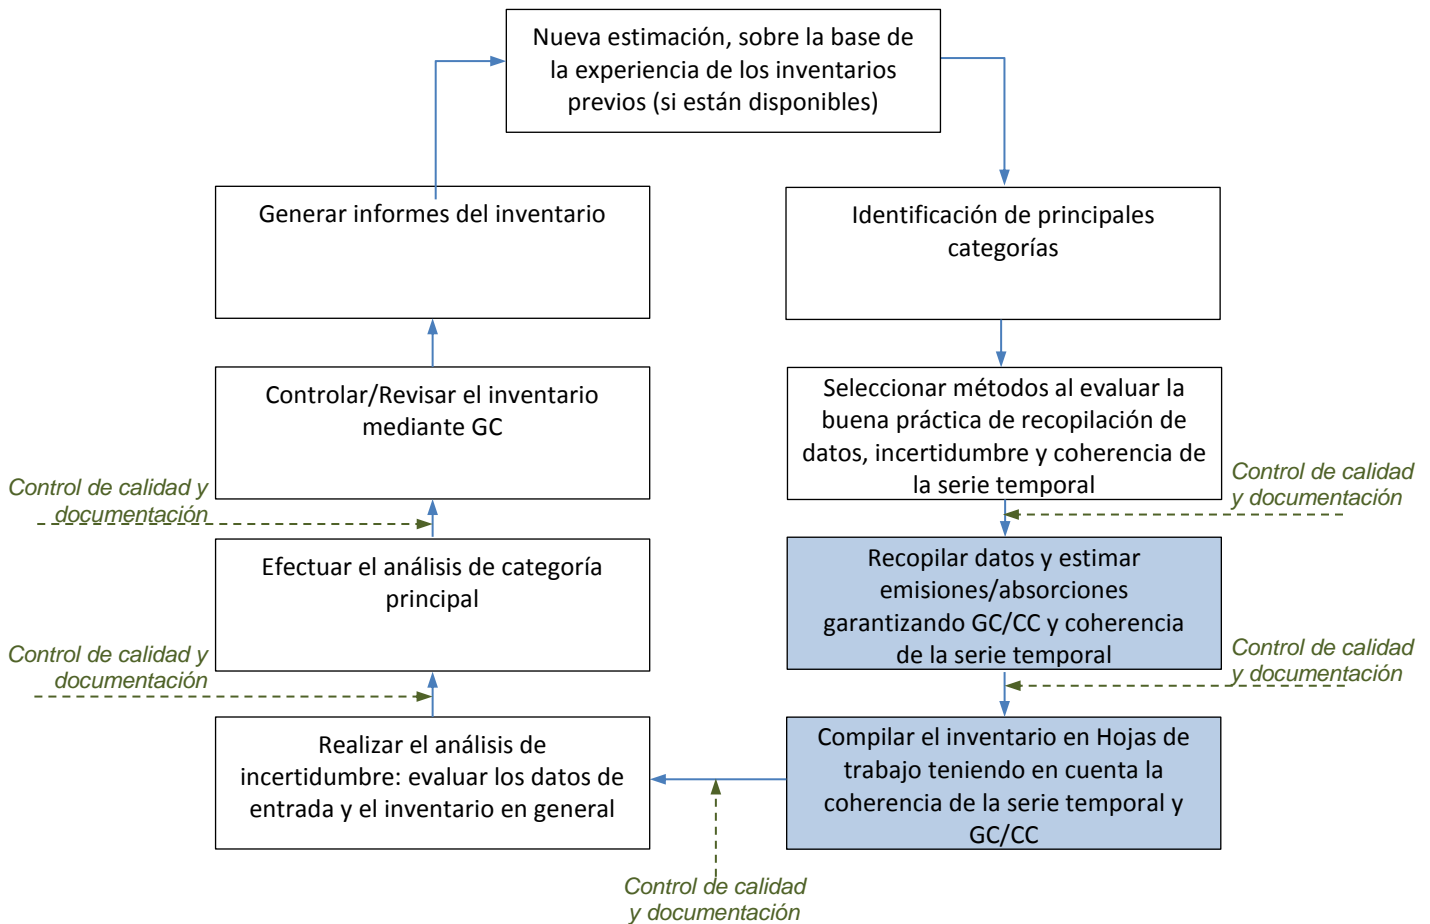 Nueva estimación, sobre la base de
la experiencia de los inventarios
previos (si están disponibles)
Generar informes del inventario
Identificación de principales
categorías
Controlar/Revisar el inventario
mediante GC
Seleccionar métodos al evaluar la
buena práctica de recopilación de
datos, incertidumbre y coherencia de
la serie temporal
Control de calidad y
documentación
Control de calidad
y documentación
Efectuar el análisis de categoría
principal
Recopilar datos y estimar
emisiones/absorciones
garantizando GC/CC y coherencia
de la serie temporal
Control de calidad y
documentación
Control de calidad
y documentación
Realizar el análisis de
incertidumbre: evaluar los datos de
entrada y el inventario en general
Compilar el inventario en Hojas de
trabajo teniendo en cuenta la
coherencia de la serie temporal y
GC/CC
Control de calidad
y documentación